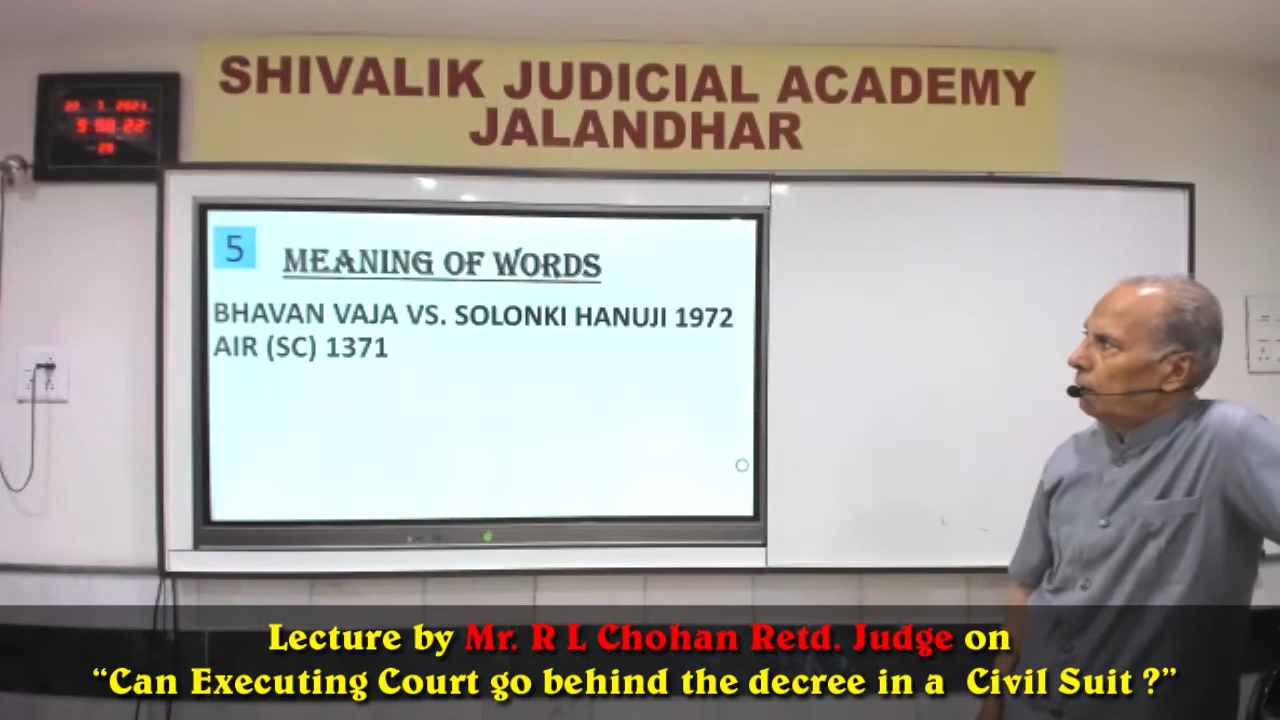 SHIVALIK JUDICIAL ACADEMY
JALANDHAR
5
MEANING OF WORDS
BHAVAN VAJA VS. SOLONKI HANUJI 1972
AIR (SC) 1371
Lecture by Mr. R L Chohan Retd. Judge on
“Can Executing Court go behind the decree in a Civil Suit ?”